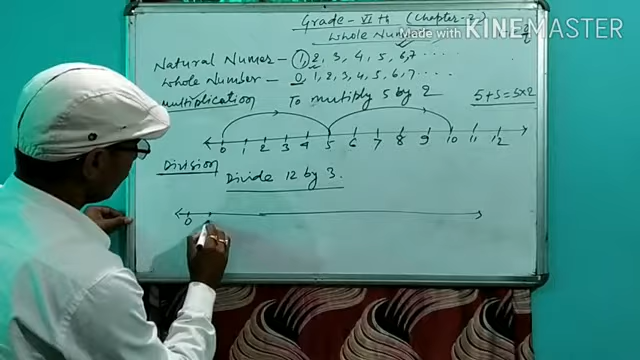 Grade - VI th (Chapter-2)
Whole
Made with KINEMASTER
Natural Numer - 1, 2, 3, 4, 5, 6, 7 ....
Whole Number - 0, 1, 2, 3, 4, 5, 6, 7 ....
Multiplication To multiply 5 by 2 5+5=5×2
0 1 2 3 4 5 6 7 8 9 10 11 12
Division
Divide 12 by 3.
0